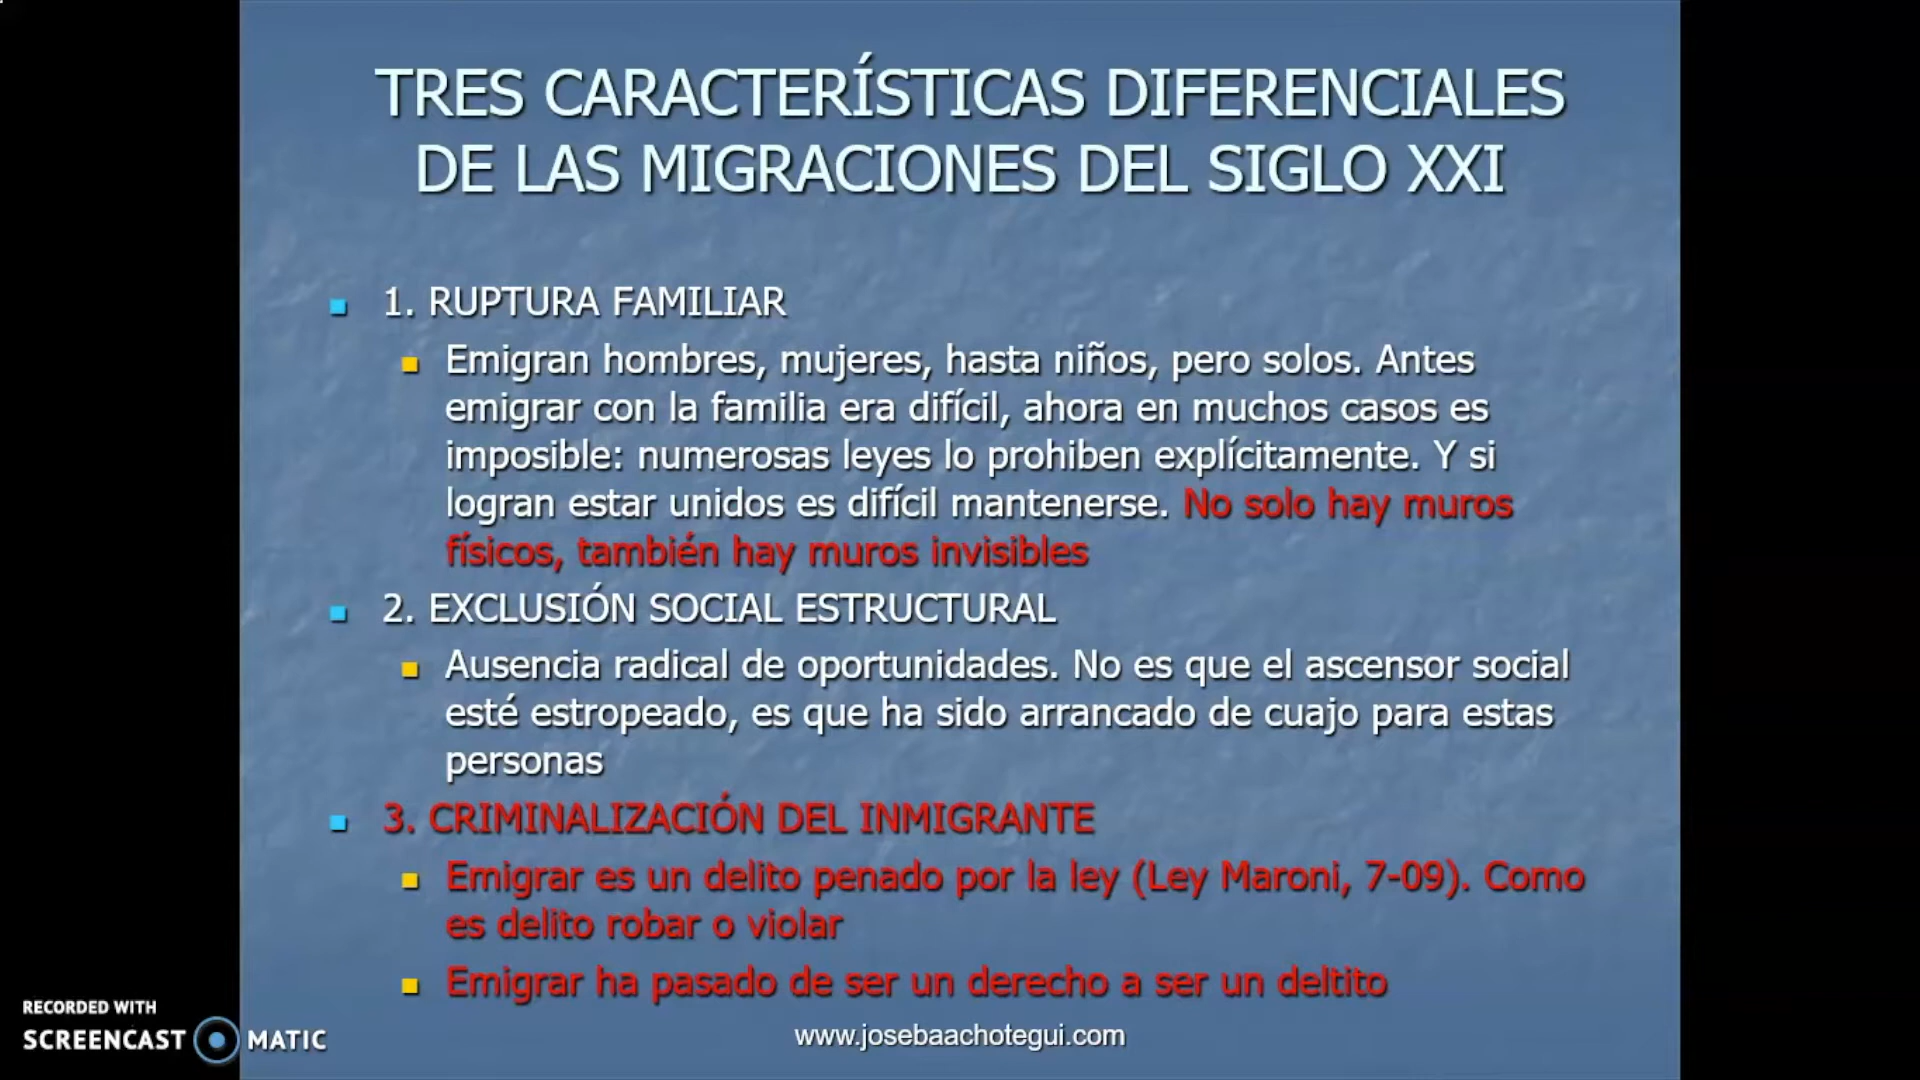 TRES CARACTERÍSTICAS DIFERENCIALES
DE LAS MIGRACIONES DEL SIGLO XXI
1. RUPTURA FAMILIAR
Emigran hombres, mujeres, hasta niños, pero solos. Antes
emigrar con la familia era difícil, ahora en muchos casos es
imposible: numerosas leyes lo prohiben explícitamente. Y si
logran estar unidos es difícil mantenerse. No solo hay muros
físicos, también hay muros invisibles
2. EXCLUSIÓN SOCIAL ESTRUCTURAL
Ausencia radical de oportunidades. No es que el ascensor social
esté estropeado, es que ha sido arrancado de cuajo para estas
personas
3. CRIMINALIZACIÓN DEL INMIGRANTE
Emigrar es un delito penado por la ley (Ley Maroni, 7-09). Como
es delito robar o violar
Emigrar ha pasado de ser un derecho a ser un deltito
www.josebaachotegui.com
RECORDED WITH
SCREENCAST MATIC